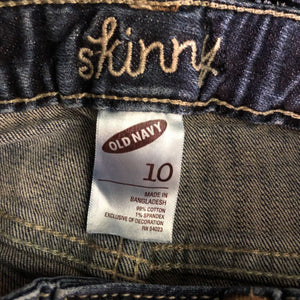 skinny
OLD NAVY
10
MADE IN
BANGLADESH
99% COTTON
1% SPANDEX
EXCLUSIVE OF DECORATION
RN 54023